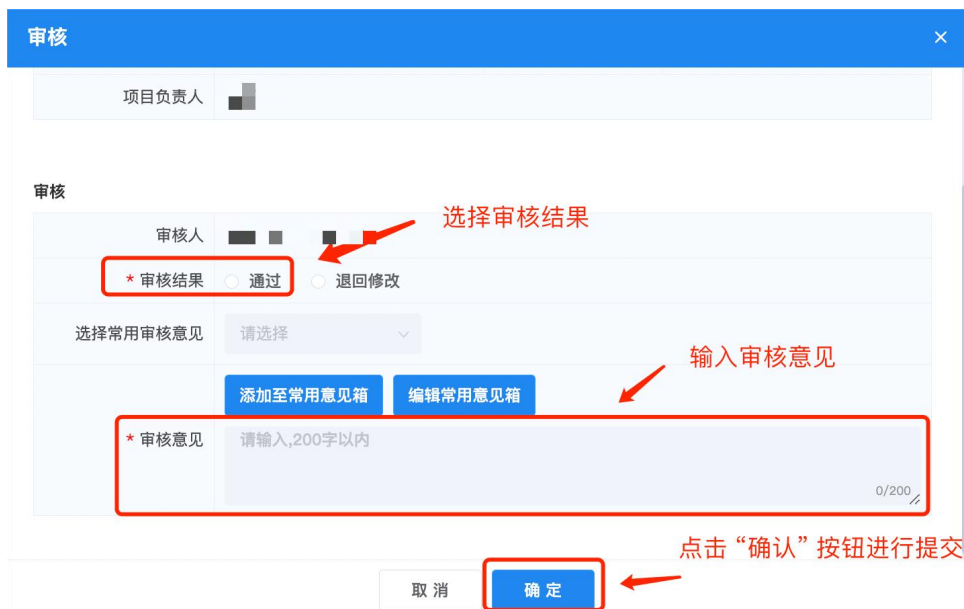 审核
项目负责人
审核
选择审核结果
审核人
* 审核结果 通过 退回修改
选择常用审核意见 请选择
输入审核意见
添加至常用意见箱 编辑常用意见箱
* 审核意见 请输入,200字以内
0/200
点击“确认”按钮进行提交
取消 确定